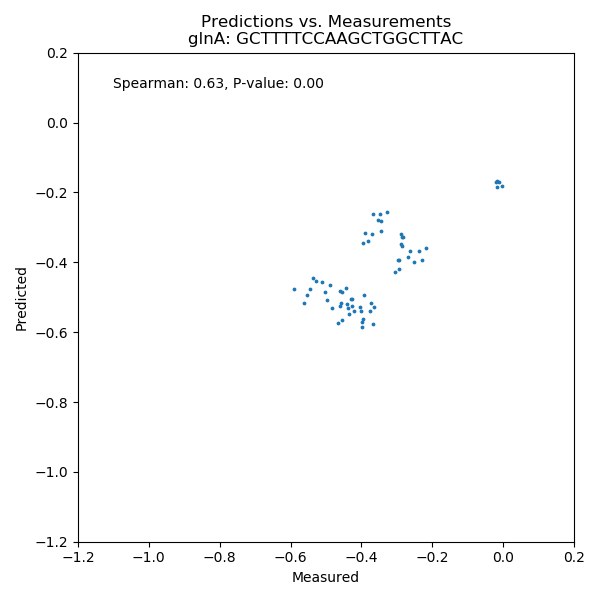 Predictions vs. Measurements
glnA: GCTTTTCCAAGCTGGCTTAC
Spearman: 0.63, P-value: 0.00
0.2
0.0
−0.2
−0.4
−0.6
−0.8
−1.0
−1.2
Predicted
−1.2 −1.0 −0.8 −0.6 −0.4 −0.2 0.0 0.2
Measured